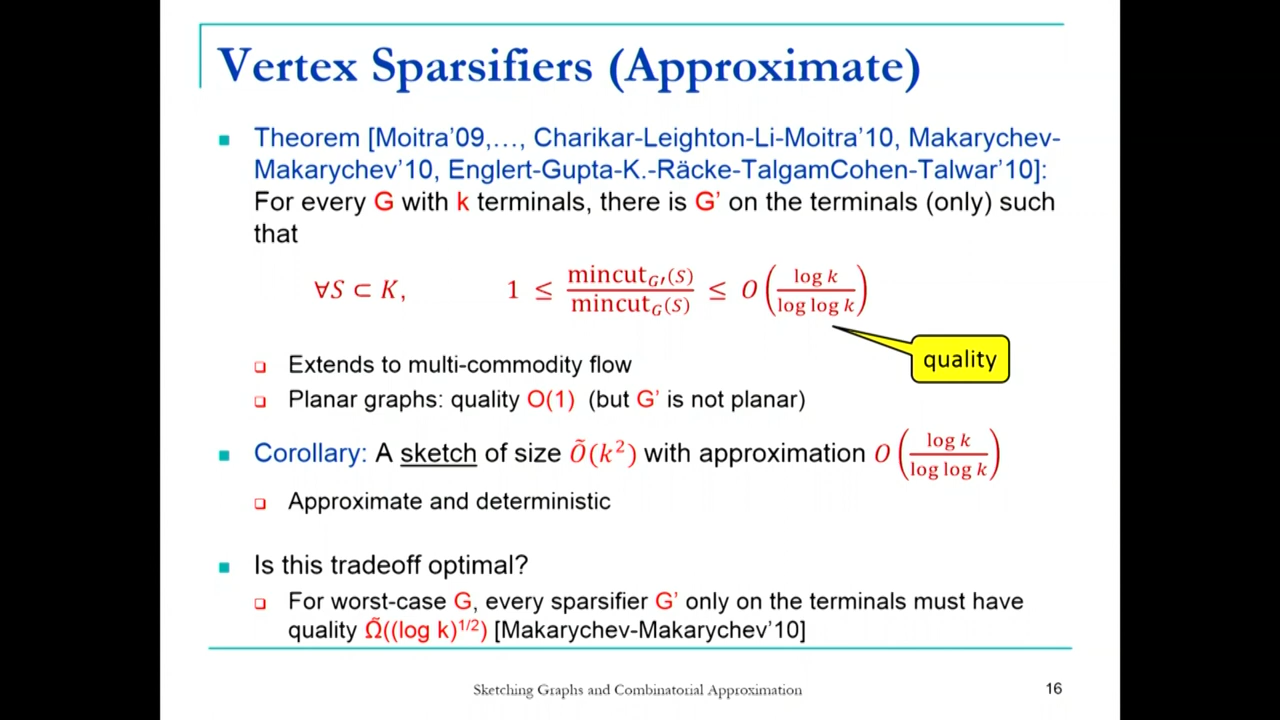 Vertex Sparsifiers (Approximate)
Theorem [Moitra'09,…, Charikar-Leighton-Li-Moitra'10, Makarychev-
Makarychev'10, Englert-Gupta-K.-Räcke-TalgamCohen-Talwar'10]:
For every G with k terminals, there is G' on the terminals (only) such
that
∀S ⊂ K, 1 ≤ mincut_{G'}(S) / mincut_G(S) ≤ O(log k / log log k)
quality
Extends to multi-commodity flow
Planar graphs: quality O(1) (but G' is not planar)
Corollary: A sketch of size Õ(k²) with approximation O(log k / log log k)
Approximate and deterministic
Is this tradeoff optimal?
For worst-case G, every sparsifier G' only on the terminals must have
quality Ω̃((log k)^{1/2}) [Makarychev-Makarychev'10]
Sketching Graphs and Combinatorial Approximation
16